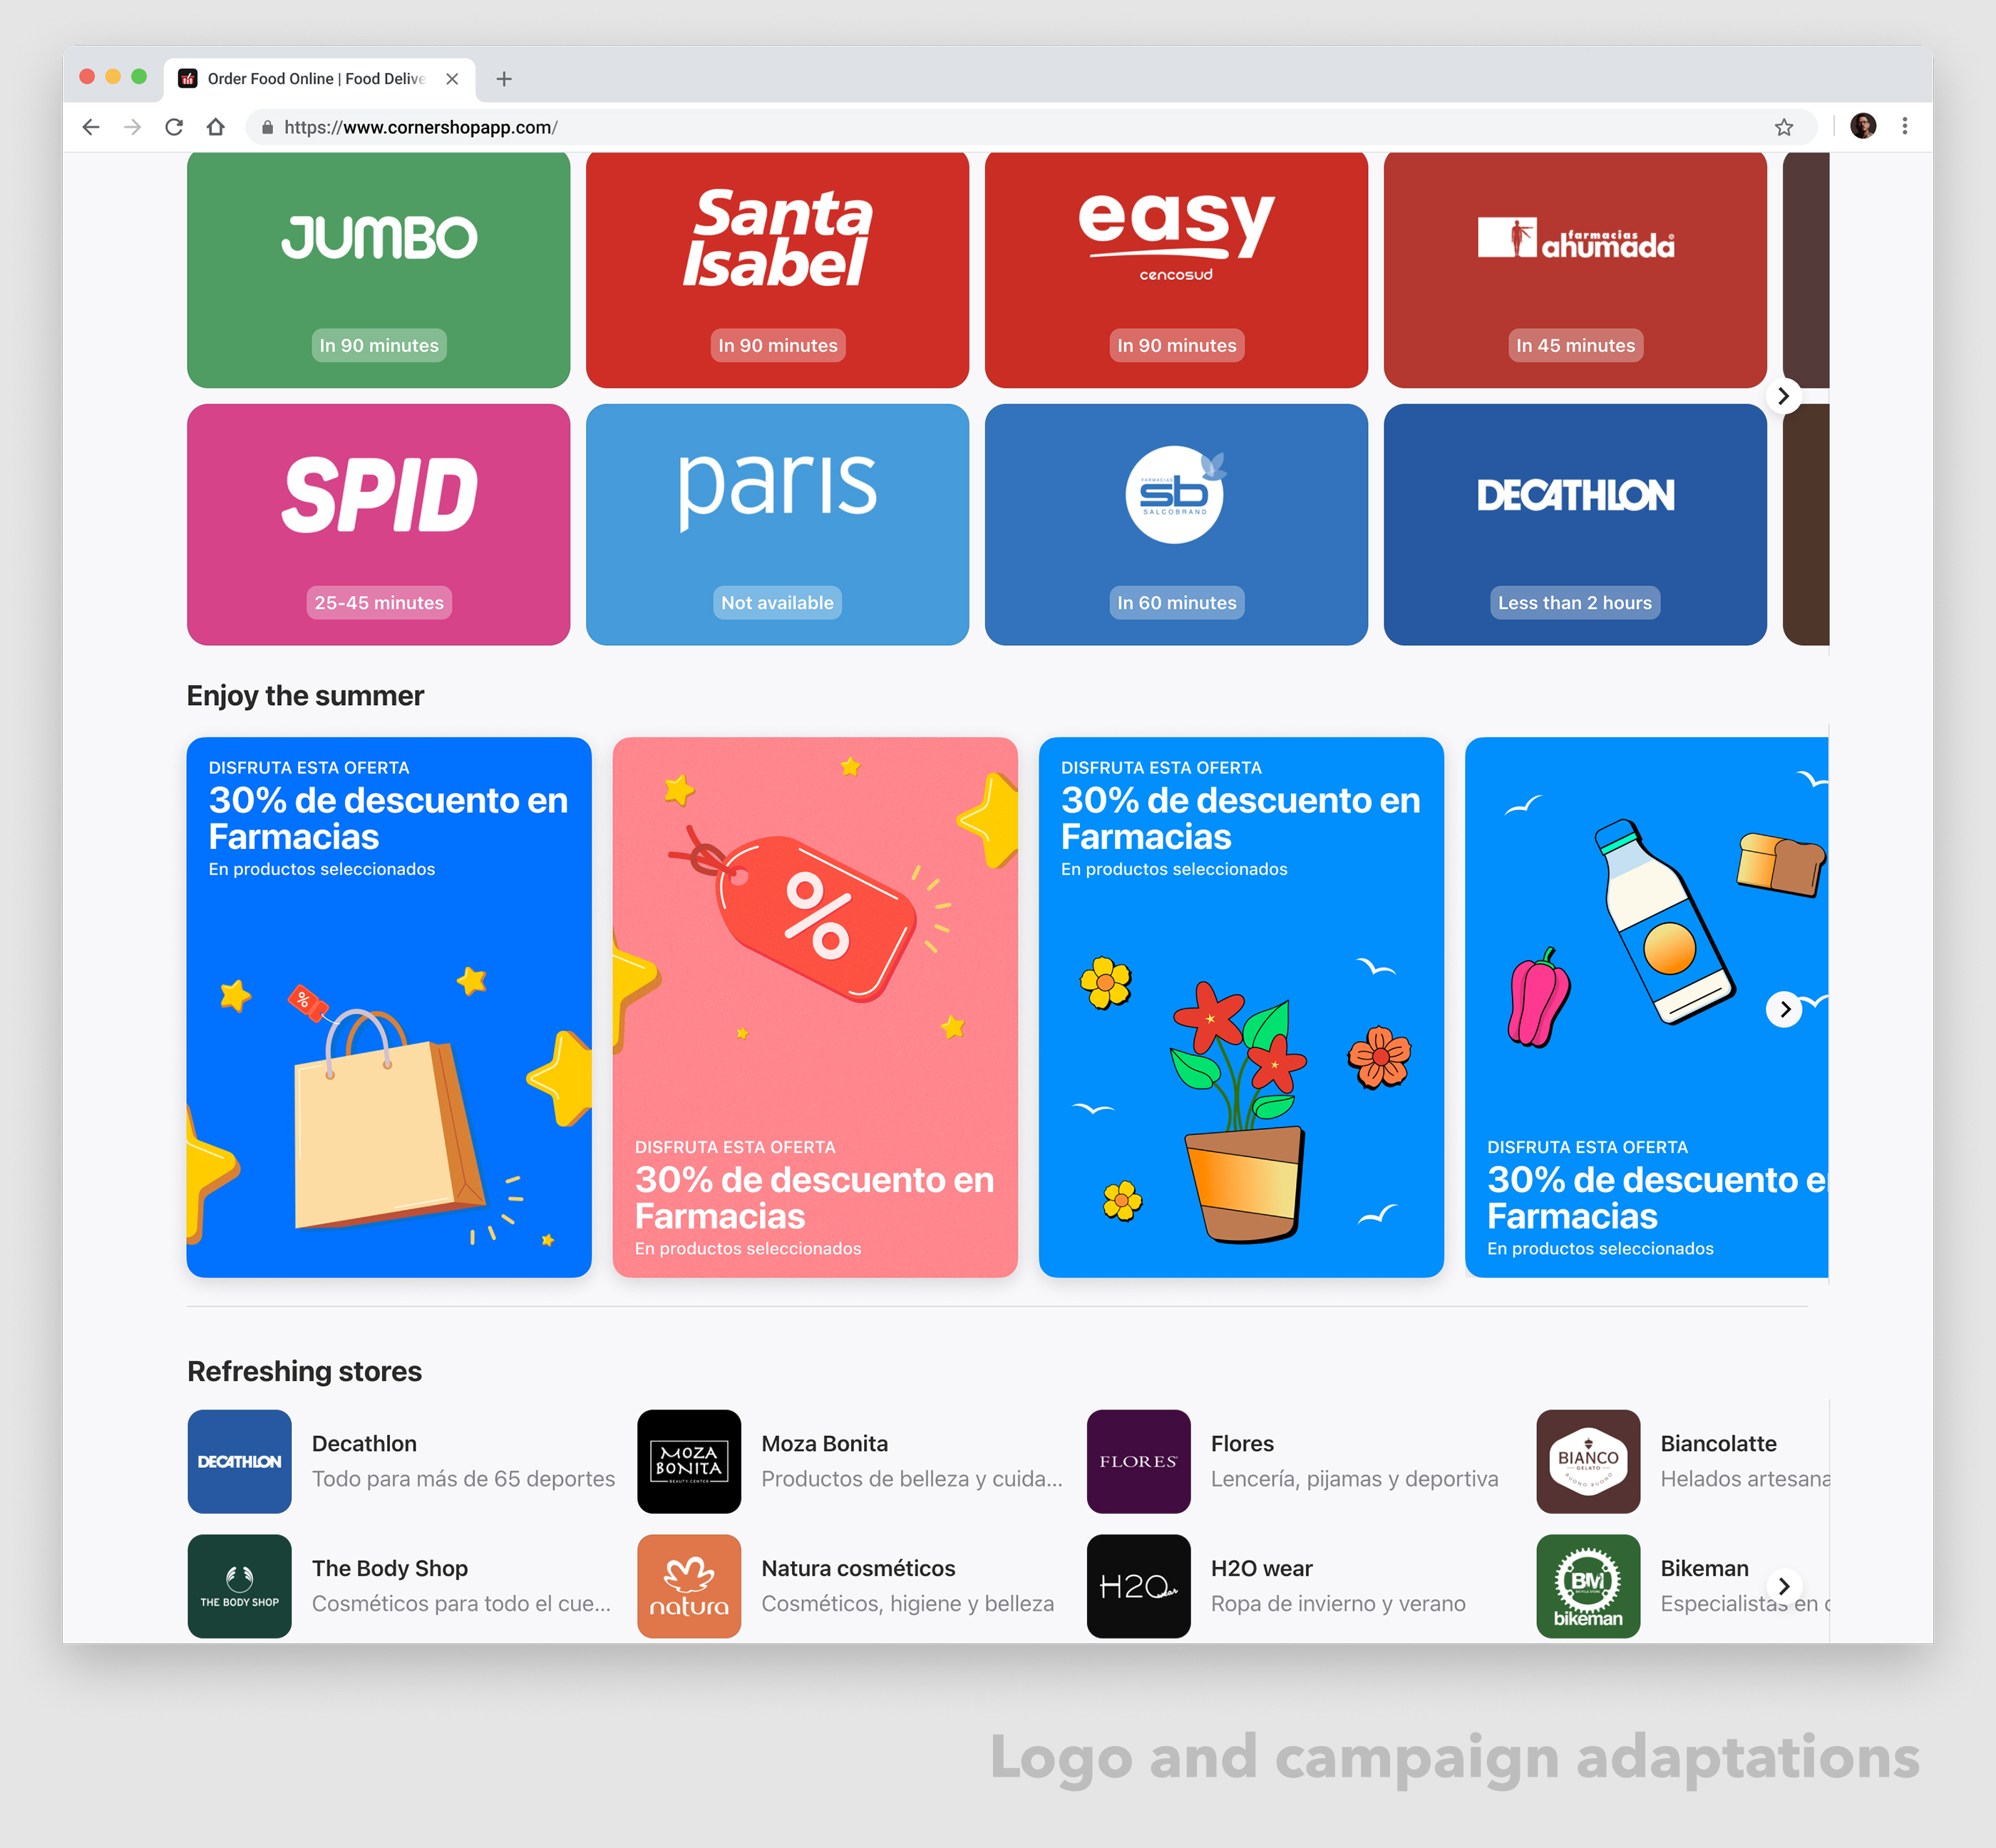 Order Food Online | Food Delive
https://www.cornershopapp.com/
JUMBO
In 90 minutes
Santa
Isabel
In 90 minutes
easy
cencosud
In 90 minutes
farmacias
ahumada
In 45 minutes
SPID
25-45 minutes
paris
Not available
FARMACIAS
sb
SALCOBRAND
In 60 minutes
DECATHLON
Less than 2 hours
Enjoy the summer
DISFRUTA ESTA OFERTA
30% de descuento en
Farmacias
En productos seleccionados
%
%
DISFRUTA ESTA OFERTA
30% de descuento en
Farmacias
En productos seleccionados
DISFRUTA ESTA OFERTA
30% de descuento en
Farmacias
En productos seleccionados
DISFRUTA ESTA OFERTA
30% de descuento e
Farmacias
En productos seleccionados
Refreshing stores
DECATHLON
Decathlon
Todo para más de 65 deportes
MOZA
BONITA
BEAUTY CENTER
Moza Bonita
Productos de belleza y cuida...
FLORES
Flores
Lencería, pijamas y deportiva
BIANCO
GELATO
BUONO BUONO
Biancolatte
Helados artesana
THE BODY SHOP
The Body Shop
Cosméticos para todo el cue...
natura
Natura cosméticos
Cosméticos, higiene y belleza
H2O wear
H2O wear
Ropa de invierno y verano
BM
bikeman
Bikeman
Especialistas en
Logo and campaign adaptations